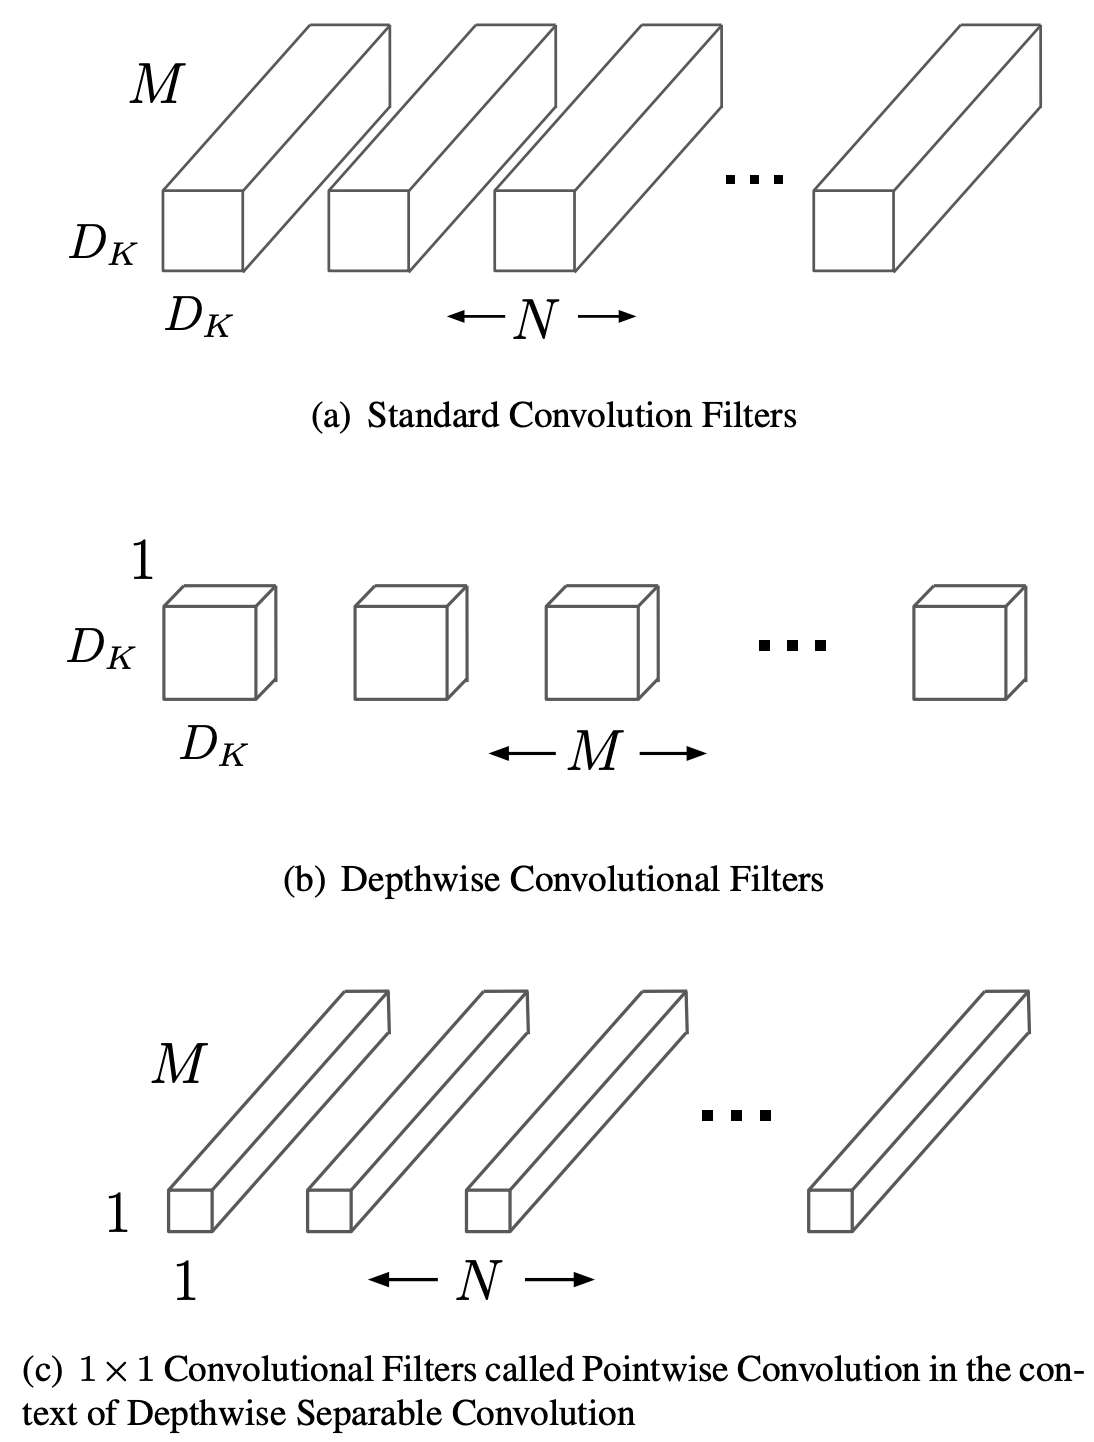 M
D_K
D_K
...
← N →
(a) Standard Convolution Filters
1
D_K
D_K
...
← M →
(b) Depthwise Convolutional Filters
M
1
1
...
← N →
(c) 1 × 1 Convolutional Filters called Pointwise Convolution in the con-
text of Depthwise Separable Convolution